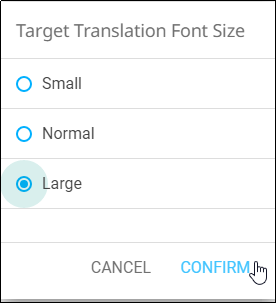 Target Translation Font Size
Small
Normal
Large
CANCEL CONFIRM